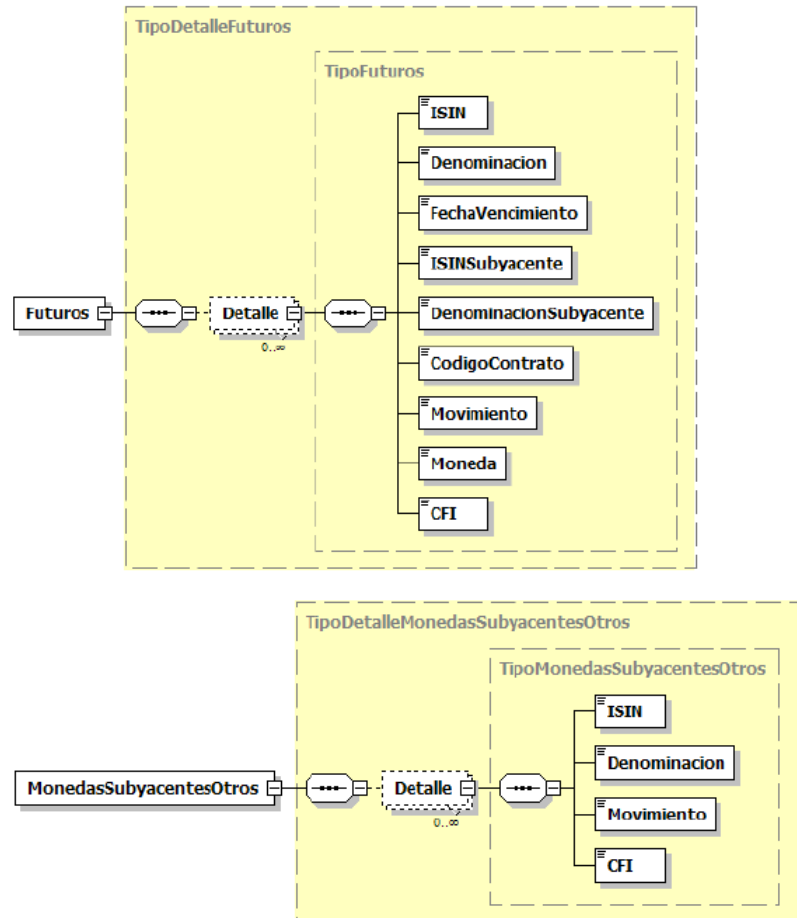 TipoDetalleFuturos
TipoFuturos
ISIN
Denominacion
FechaVencimiento
ISINSubyacente
Futuros
Detalle
0..∞
DenominacionSubyacente
CodigoContrato
Movimiento
Moneda
CFI
TipoDetalleMonedasSubyacentesOtros
TipoMonedasSubyacentesOtros
ISIN
Denominacion
MonedasSubyacentesOtros
Detalle
0..∞
Movimiento
CFI